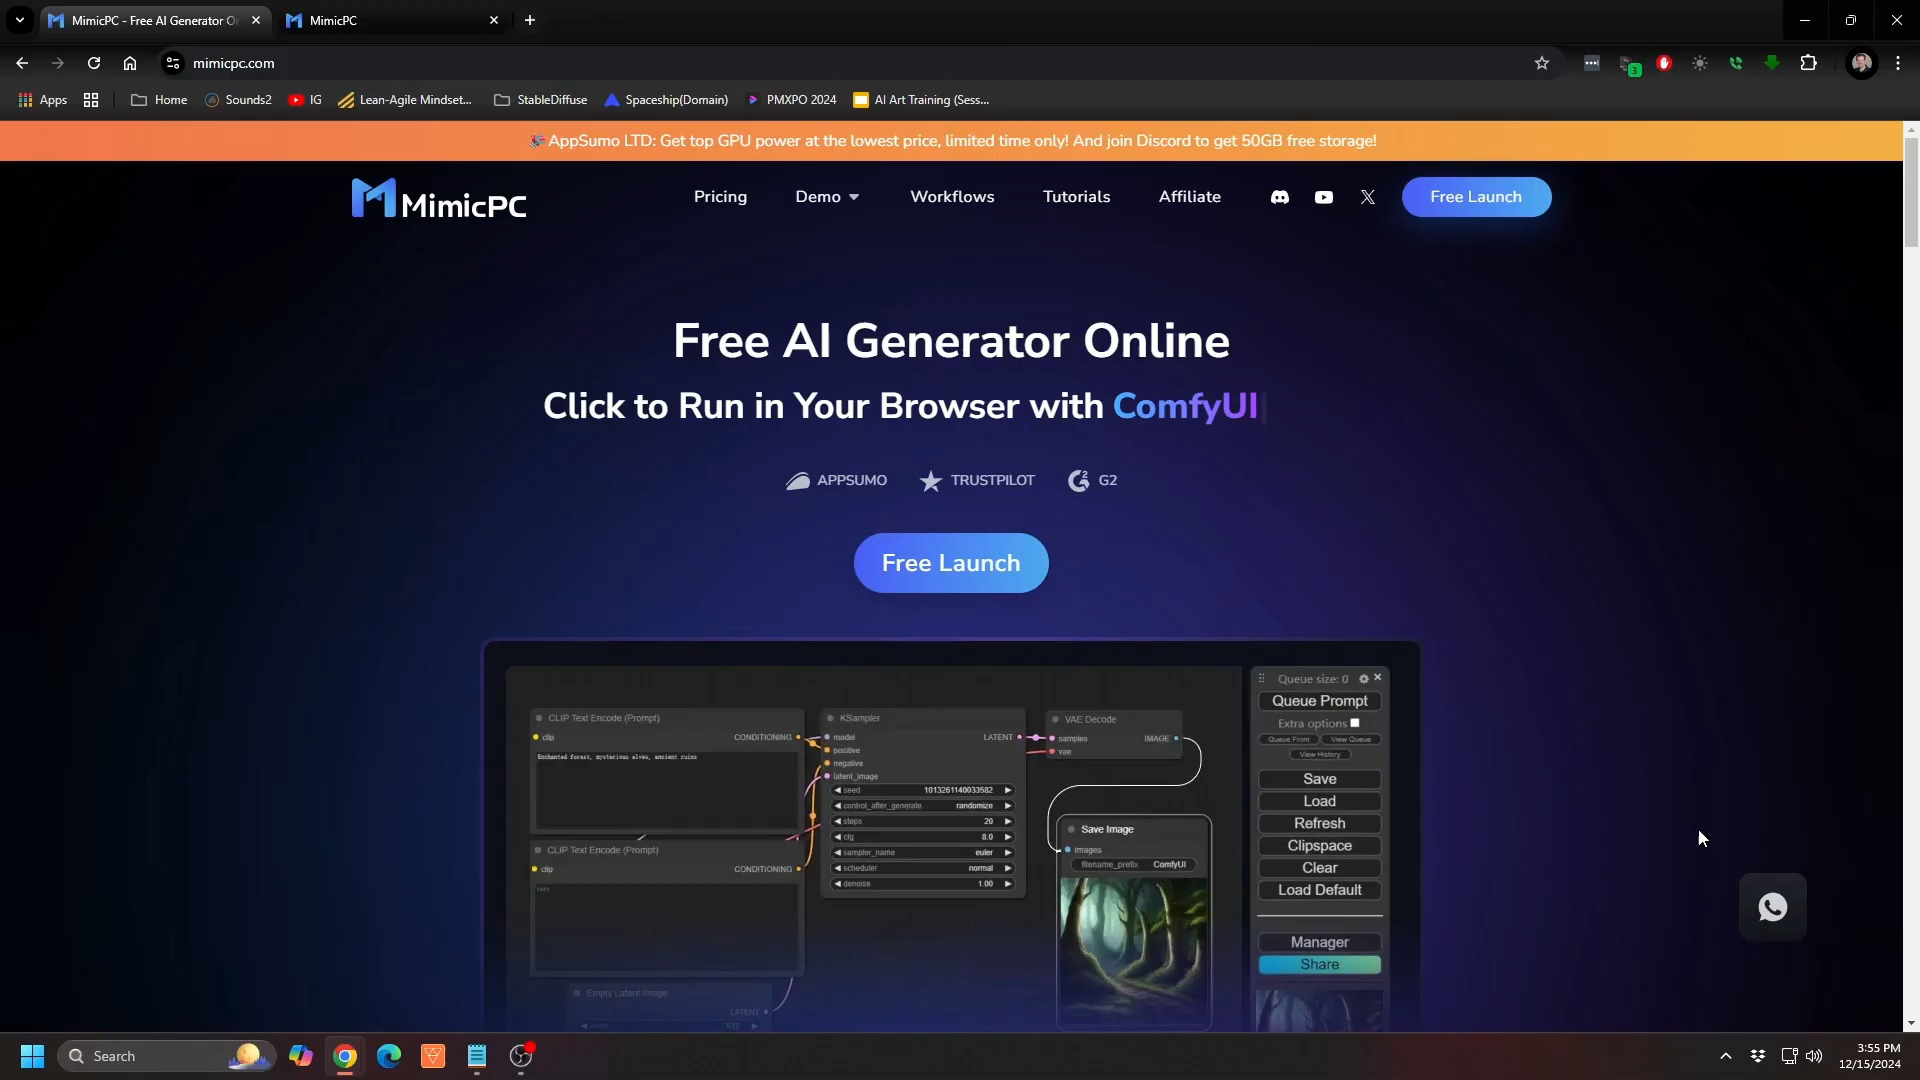 MimicPC - Free AI Generator O
MimicPC
mimicpc.com
3
Apps
Home
Sounds2
IG
Lean-Agile Mindset...
StableDiffuse
Spaceship(Domain)
PMXPO 2024
AI Art Training (Sess...
AppSumo LTD: Get top GPU power at the lowest price, limited time only! And join Discord to get 50GB free storage!
MimicPC
Pricing
Demo
Workflows
Tutorials
Affiliate
Free Launch
Free AI Generator Online
Click to Run in Your Browser with ComfyUI
APPSUMO
TRUSTPILOT
G2
Free Launch
CLIP Text Encode (Prompt)
clip
CONDITIONING
Enchanted forest, mysterious elves, ancient ruins
CLIP Text Encode (Prompt)
clip
CONDITIONING
text
Empty Latent Image
LATENT
width 512
KSampler
model
LATENT
positive
negative
latent_image
seed 1013261140033582
control_after_generate randomize
steps 20
cfg 8.0
sampler_name euler
scheduler normal
denoise 1.00
VAE Decode
samples
IMAGE
vae
Save Image
images
filename_prefix ComfyUI
Queue size: 0
Queue Prompt
Extra options
Queue Front
View Queue
View History
Save
Load
Refresh
Clipspace
Clear
Load Default
Manager
Share
Search
3:55 PM
12/15/2024